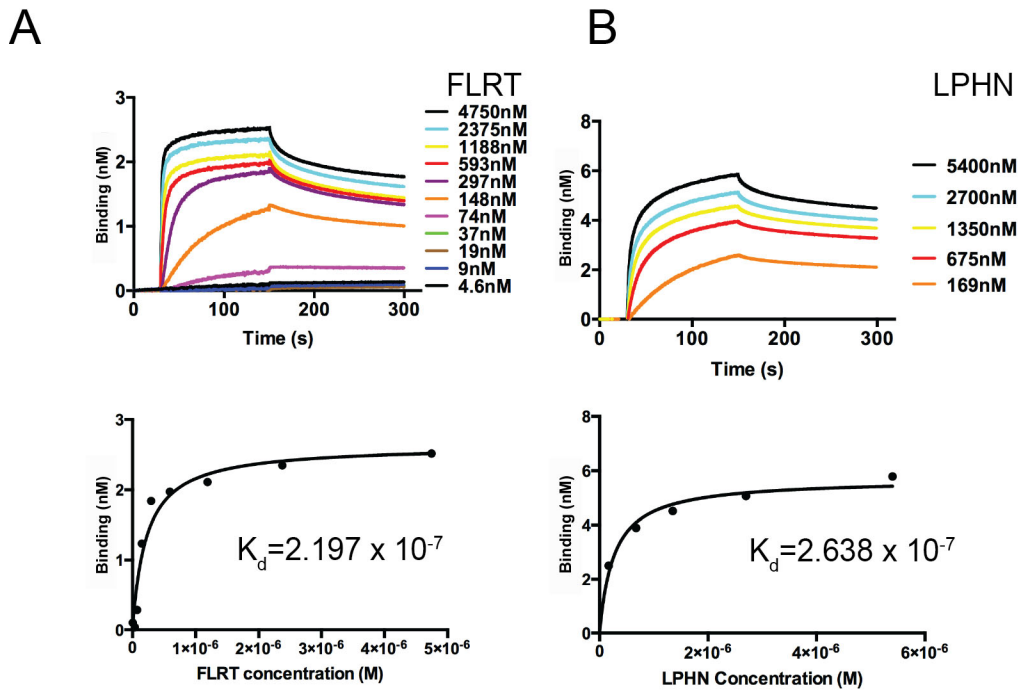 A
FLRT
3
2
1
0
Binding (nM)
0
100
200
300
Time (s)
4750nM
2375nM
1188nM
593nM
297nM
148nM
74nM
37nM
19nM
9nM
4.6nM
B
LPHN
8
6
4
2
0
Binding (nM)
0
100
200
300
Time (s)
5400nM
2700nM
1350nM
675nM
169nM
3
2
1
0
Binding (nM)
Kd=2.197 x 10-7
0
1×10-6
2×10-6
3×10-6
4×10-6
5×10-6
FLRT concentration (M)
8
6
4
2
0
Binding (nM)
Kd=2.638 x 10-7
0
2×10-6
4×10-6
6×10-6
LPHN Concentration (M)